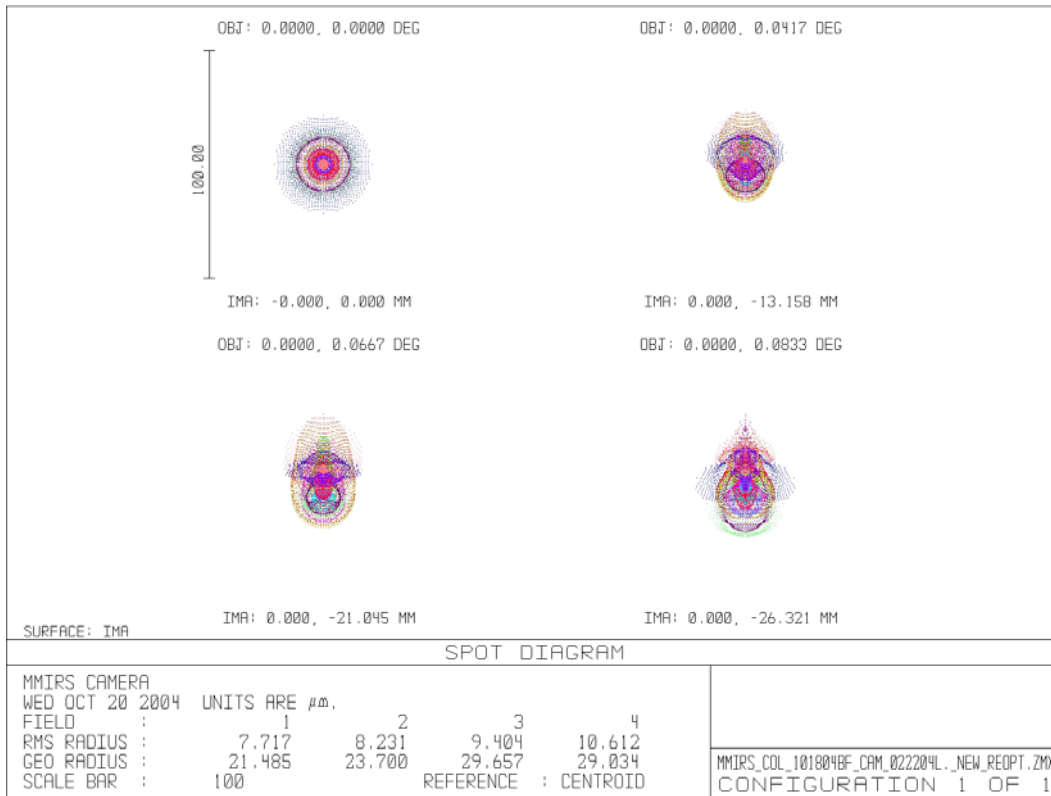 OBJ: 0.0000, 0.0000 DEG
OBJ: 0.0000, 0.0417 DEG
100.00
IMA: -0.000, 0.000 MM
IMA: 0.000, -13.158 MM
OBJ: 0.0000, 0.0667 DEG
OBJ: 0.0000, 0.0833 DEG
IMA: 0.000, -21.045 MM
IMA: 0.000, -26.321 MM
SURFACE: IMA
SPOT DIAGRAM
MMIRS CAMERA
WED OCT 20 2004 UNITS ARE µm.
FIELD : 1 2 3 4
RMS RADIUS : 7.717 8.231 9.404 10.612
GEO RADIUS : 21.485 23.700 29.657 29.034
SCALE BAR : 100 REFERENCE : CENTROID
MMIRS_COL_101804BF_CAM_022204L._NEW_REOPT.ZMX
CONFIGURATION 1 OF 1